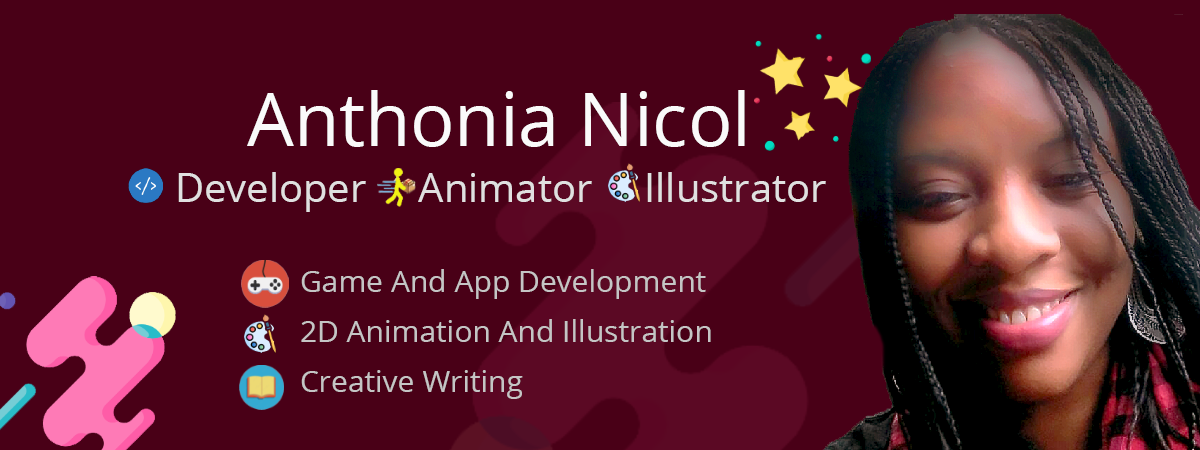 Anthonia Nicol
Developer Animator Illustrator
Game And App Development
2D Animation And Illustration
Creative Writing